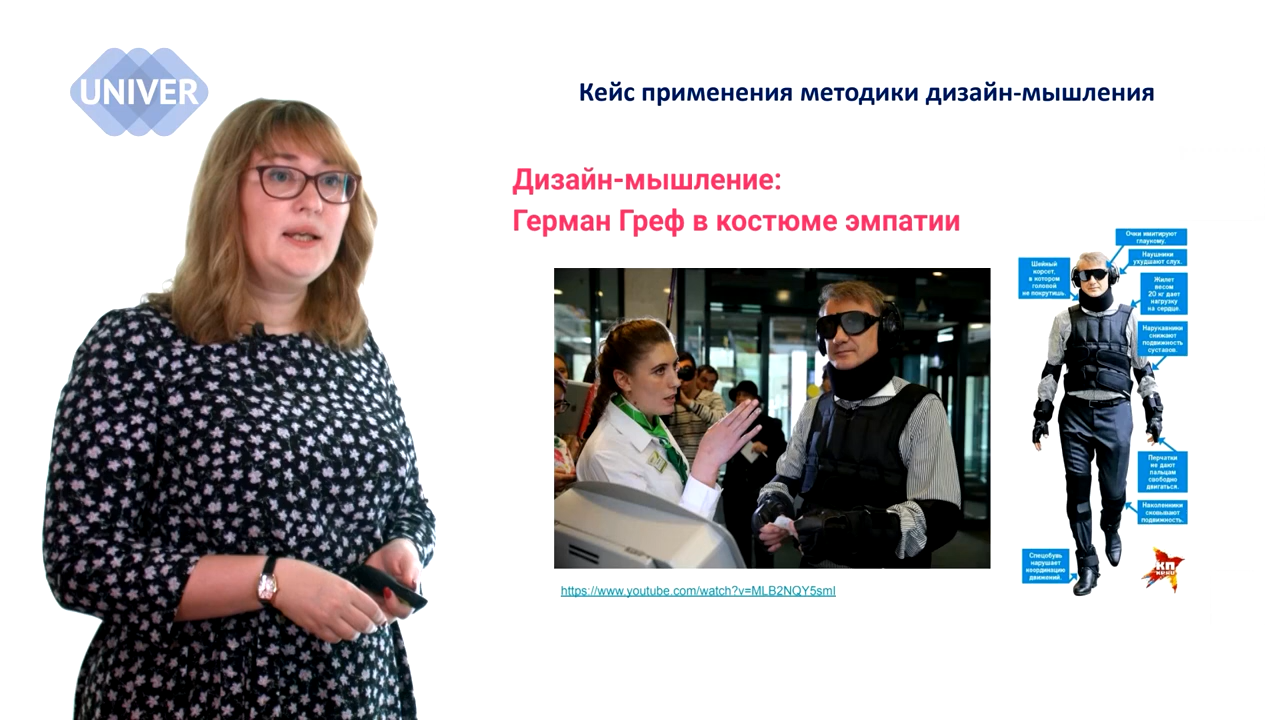 UNIVER
Кейс применения методики дизайн-мышления
Дизайн-мышление:
Герман Греф в костюме эмпатии
Очки имитируют
глаукому.
Наушники
ухудшают слух.
Шейный
корсет,
в котором
головой
не покрутишь.
Жилет
весом
20 кг дает
нагрузку
на сердце.
Нарукавники
снижают
подвижность
суставов.
Перчатки
не дают
пальцам
свободно
двигаться.
Наколенники
сковывают
подвижность.
Спецобувь
нарушает
координацию
движений.
КП
https://www.youtube.com/watch?v=MLB2NQY5smI